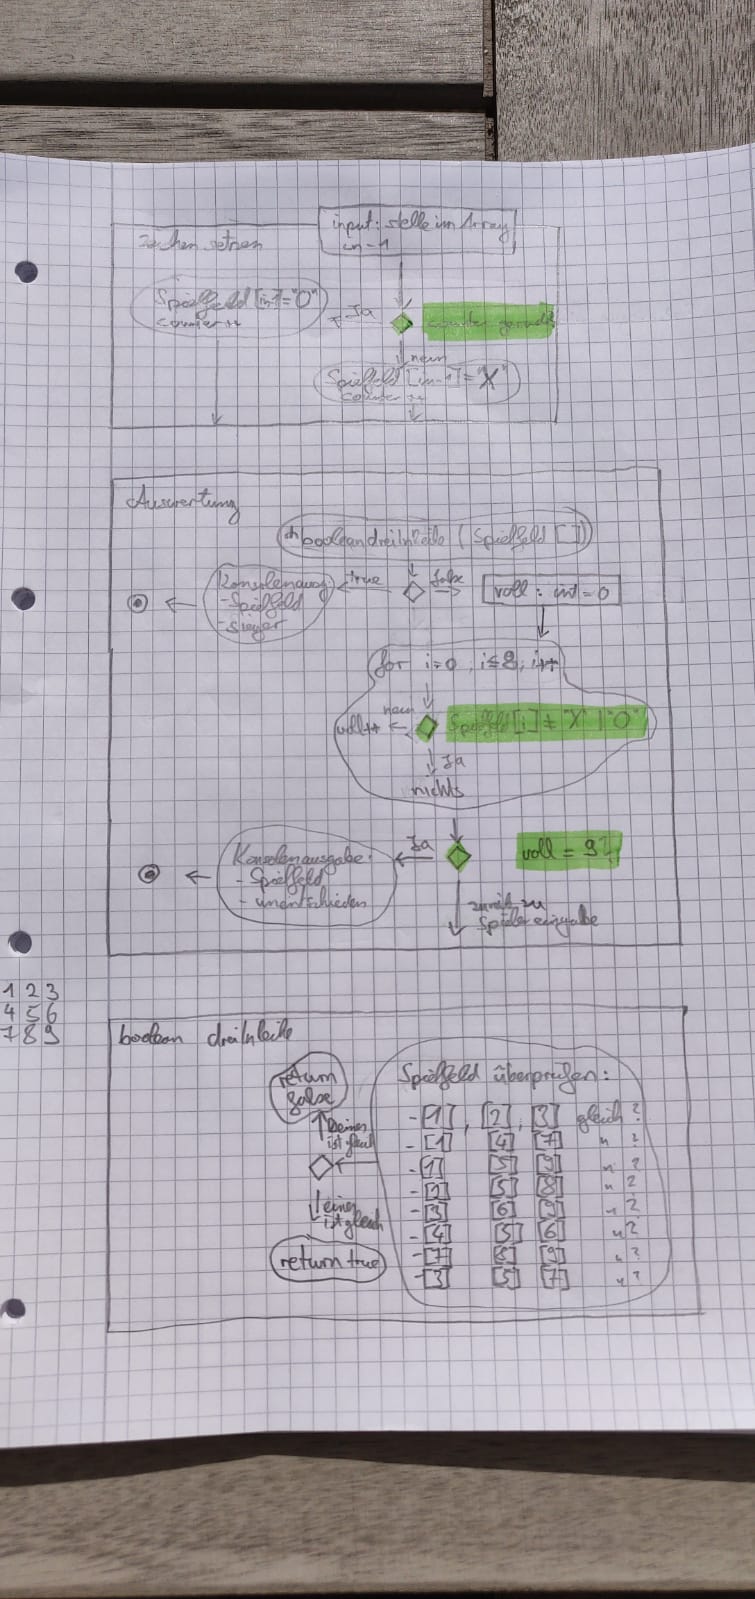 Zeichen setzen
input: stelle im Array
in-1
Spielfeld [in-1]="O"
counter++
Ja
counter gerade?
nein
Spielfeld [in-1]="X"
counter++
Auswertung
boolean dreiInReihe (Spielfeld [])
true
false
Konsolenausg.
- Spielfeld
- Sieger
voll: int = 0
for i=0, i≤8, i++
nein
voll++
Spielfeld [i] ≠ "X" | "O"
Ja
nichts
Ja
voll = 9?
Konsolenausgabe:
- Spielfeld
- unentschieden
zurück zu
Spielereingabe
1 2 3
4 5 6
7 8 9
boolean dreiInReihe
return
false
keiner
ist gleich
einer
ist gleich
return true
Spielfeld überprüfen:
- [1], [2], [3] gleich?
- [1] [4] [7] " ?
- [1] [5] [9] " ?
- [2] [5] [8] " ?
- [3] [6] [9] " ?
- [4] [5] [6] " ?
- [7] [8] [9] " ?
- [3] [5] [7] " ?